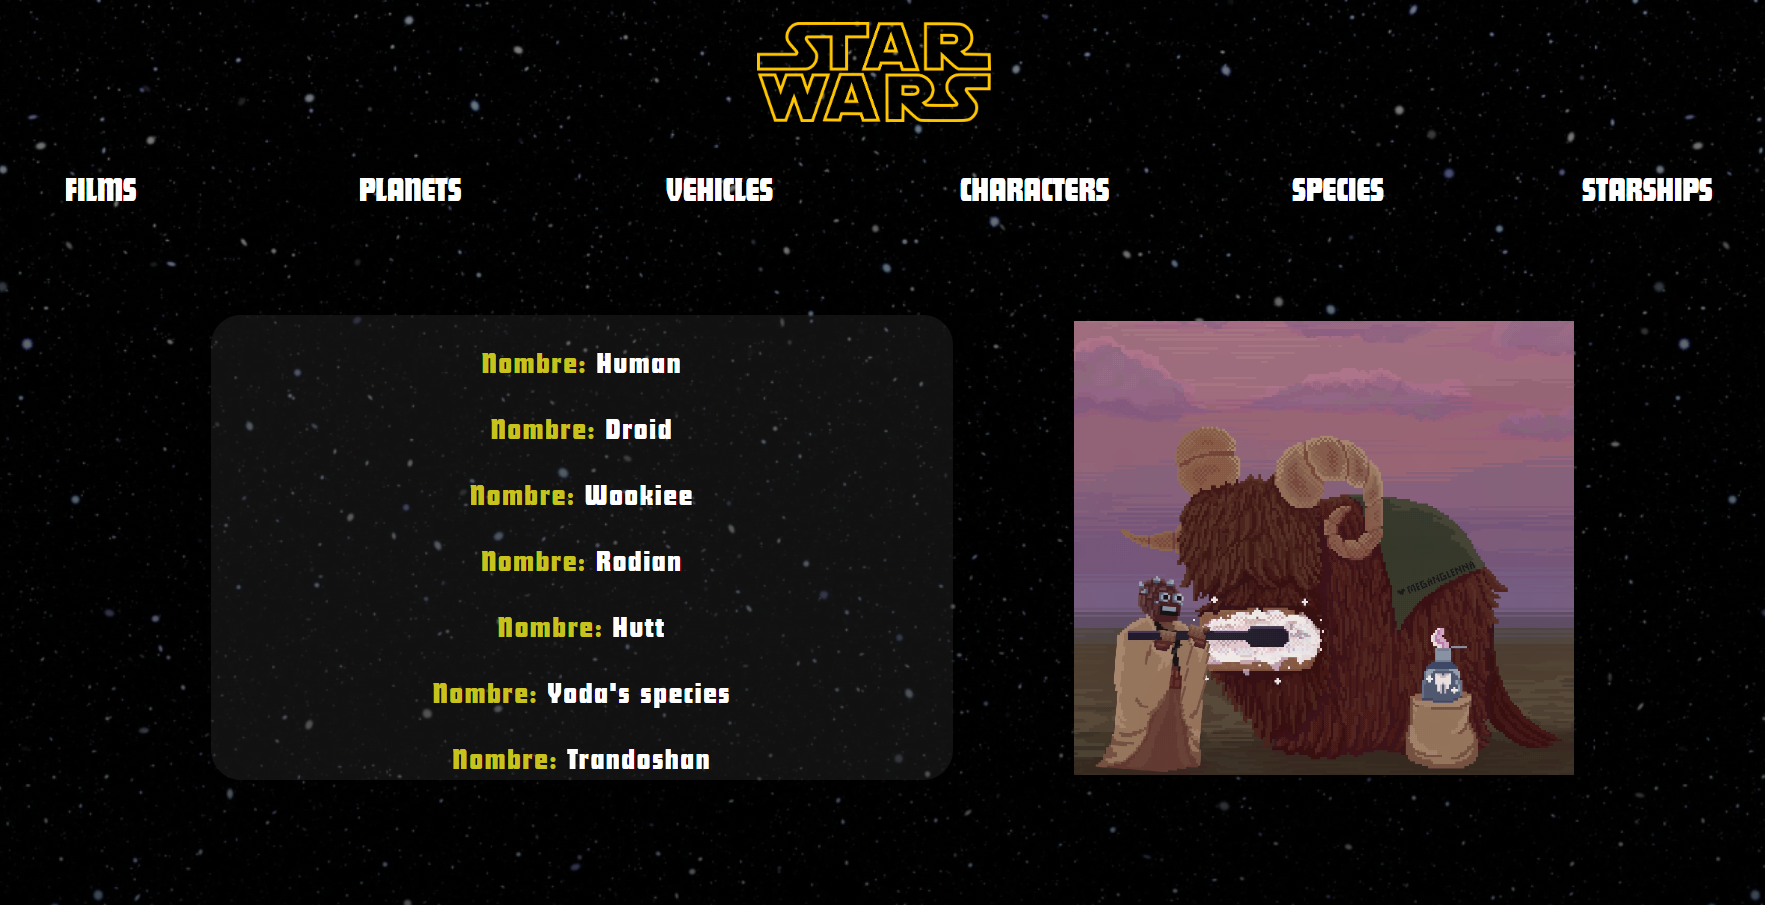 STAR
WARS
FILMS PLANETS VEHICLES CHARACTERS SPECIES STARSHIPS
Nombre: Human
Nombre: Droid
Nombre: Wookiee
Nombre: Rodian
Nombre: Hutt
Nombre: Yoda's species
Nombre: Trandoshan
♥ MEGANLENNA